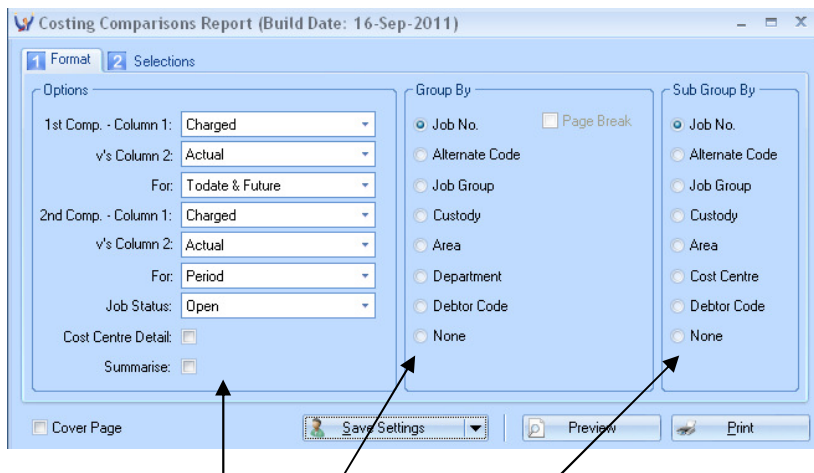 Costing Comparisons Report (Build Date: 16-Sep-2011)
1 Format 2 Selections
Options
1st Comp. - Column 1: Charged
v's Column 2: Actual
For: Todate & Future
2nd Comp. - Column 1: Charged
v's Column 2: Actual
For: Period
Job Status: Open
Cost Centre Detail:
Summarise:
Group By
Job No. Page Break
Alternate Code
Job Group
Custody
Area
Department
Debtor Code
None
Sub Group By
Job No.
Alternate Code
Job Group
Custody
Area
Cost Centre
Debtor Code
None
Cover Page Save Settings Preview Print